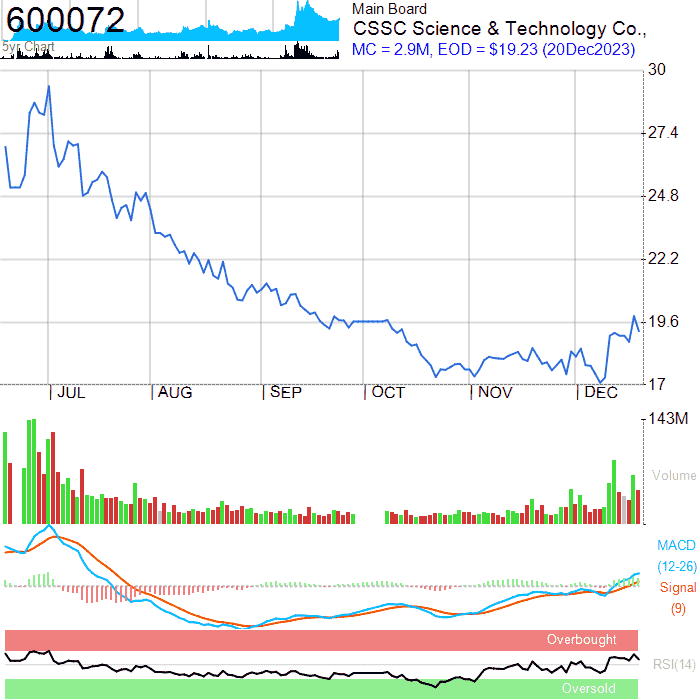 600072
5yr Chart
Main Board
CSSC Science & Technology Co.,
MC = 2.9M, EOD = $19.23 (20Dec2023)
30
27.4
24.8
22.2
19.6
17
JUL AUG SEP OCT NOV DEC
143M
Volume
MACD
(12-26)
Signal
(9)
Overbought
RSI(14)
Oversold